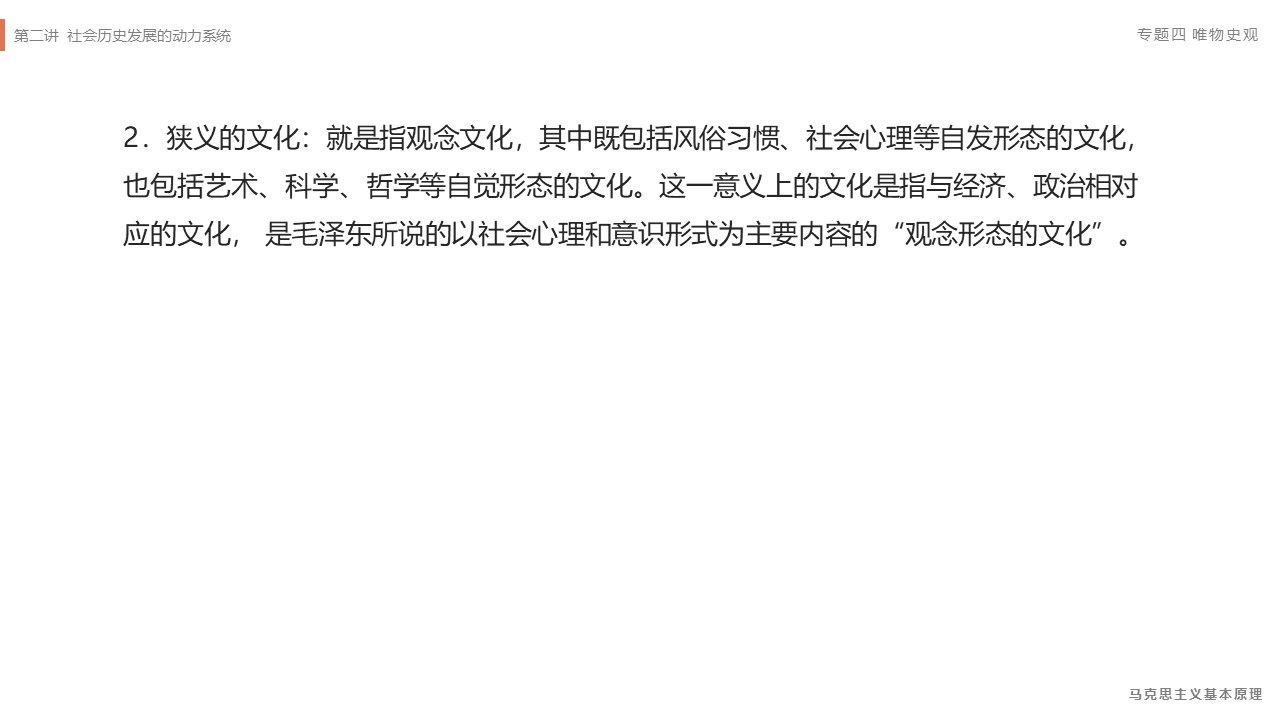 第二讲 社会历史发展的动力系统
专题四 唯物史观
2．狭义的文化：就是指观念文化，其中既包括风俗习惯、社会心理等自发形态的文化，
也包括艺术、科学、哲学等自觉形态的文化。这一意义上的文化是指与经济、政治相对
应的文化， 是毛泽东所说的以社会心理和意识形式为主要内容的“观念形态的文化”。
马克思主义基本原理